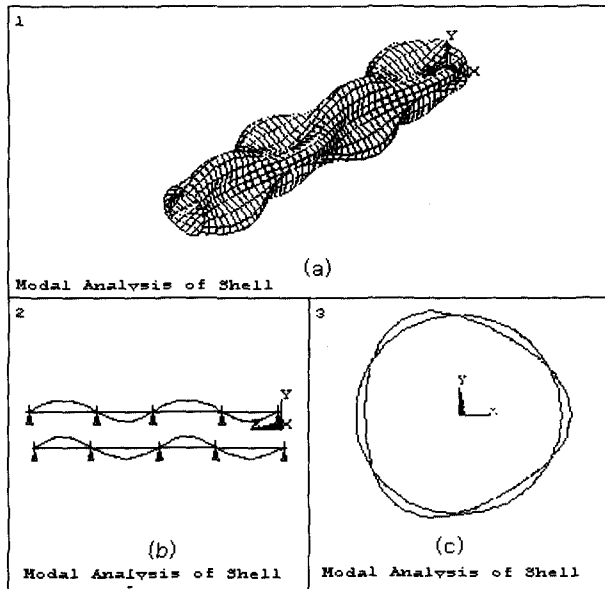 1
Y
X
(a)
Modal Analysis of Shell
2
Y
Z
X
(b)
Modal Analysis of Shell
3
Y
X
(c)
Modal Analysis of Shell